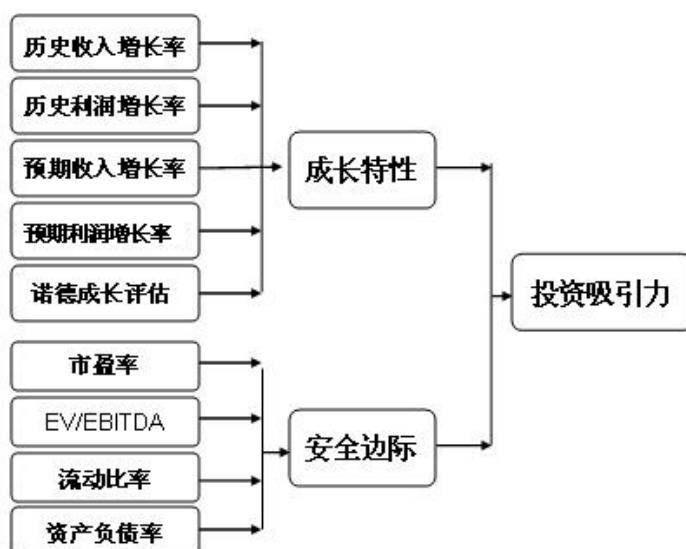 历史收入增长率
历史利润增长率
预期收入增长率
成长特性
预期利润增长率
诺德成长评估
投资吸引力
市盈率
EV/EBITDA
安全边际
流动比率
资产负债率